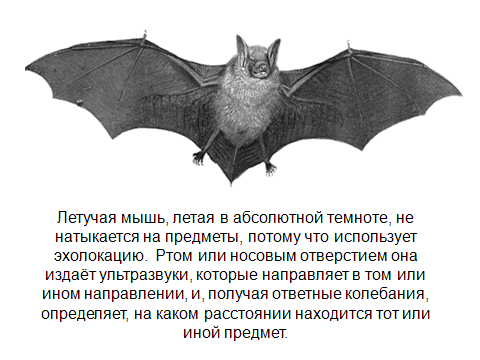 Летучая мышь, летая в абсолютной темноте, не
натыкается на предметы, потому что использует
эхолокацию. Ртом или носовым отверстием она
издаёт ультразвуки, которые направляет в том или
ином направлении, и, получая ответные колебания,
определяет, на каком расстоянии находится тот или
иной предмет.